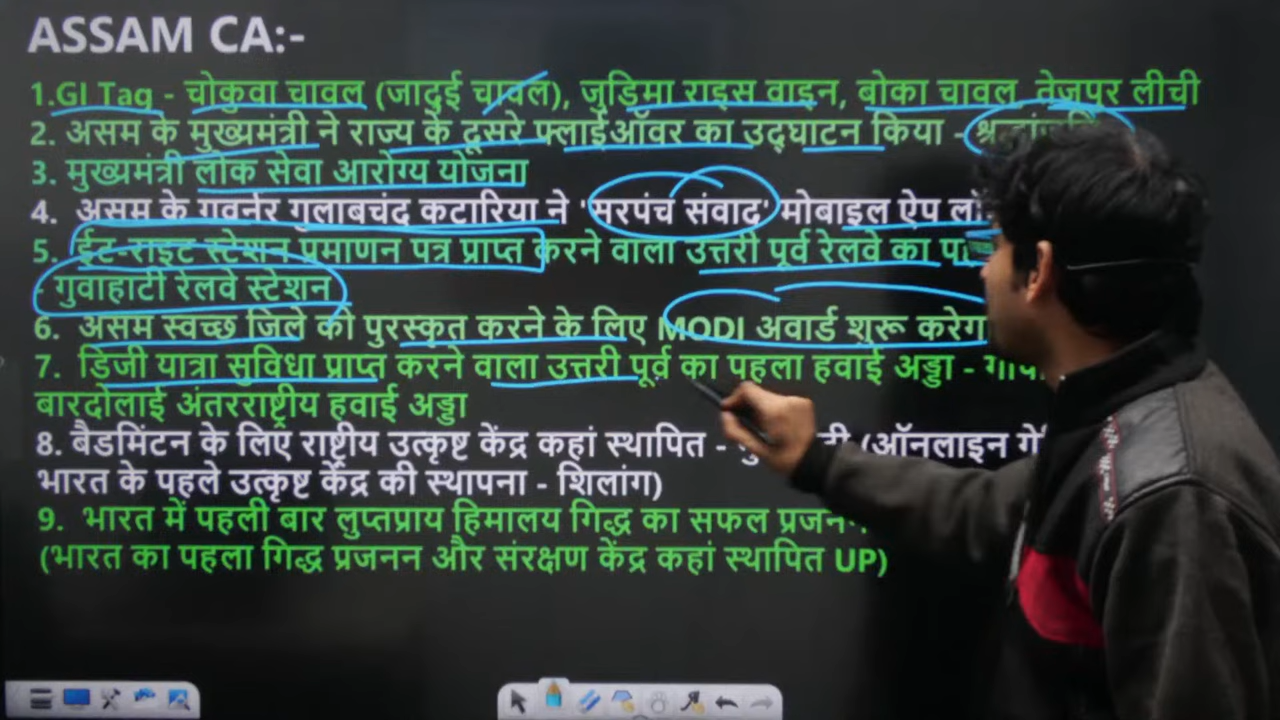 ASSAM CA:-
1.GI Tag - चोकुवा चावल (जादुई चावल), जुडिमा राइस वाइन, बोका चावल, तेजपुर लीची
2. असम के मुख्यमंत्री ने राज्य के दूसरे फ्लाईऑवर का उद्घाटन किया -
3. मुख्यमंत्री लोक सेवा आरोग्य योजना
4. असम के गवर्नर गुलाबचंद कटारिया ने 'सरपंच संवाद' मोबाइल ऐप
5. ईट-राइट स्टेशन प्रमाणन पत्र प्राप्त करने वाला उत्तरी पूर्व रेलवे का
गुवाहाटी रेलवे स्टेशन
6. असम स्वच्छ जिले को पुरस्कृत करने के लिए MODI अवार्ड शुरू
7. डिजी यात्रा सुविधा प्राप्त करने वाला उत्तरी पूर्व का पहला हवाई अड्डा -
बारदोलाई अंतरराष्ट्रीय हवाई अड्डा
8. बैडमिंटन के लिए राष्ट्रीय उत्कृष्ट केंद्र कहां स्थापित - (ऑनलाइन
भारत के पहले उत्कृष्ट केंद्र की स्थापना - शिलांग)
9. भारत में पहली बार लुप्तप्राय हिमालय गिद्ध का सफल
(भारत का पहला गिद्ध प्रजनन और संरक्षण केंद्र कहां स्थापित UP)